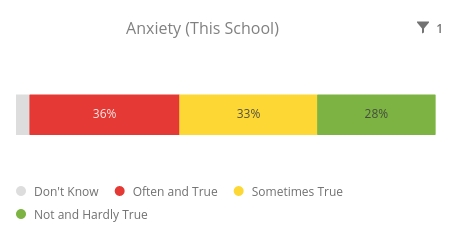 Anxiety (This School)
1
36%
33%
28%
Don't Know
Often and True
Sometimes True
Not and Hardly True